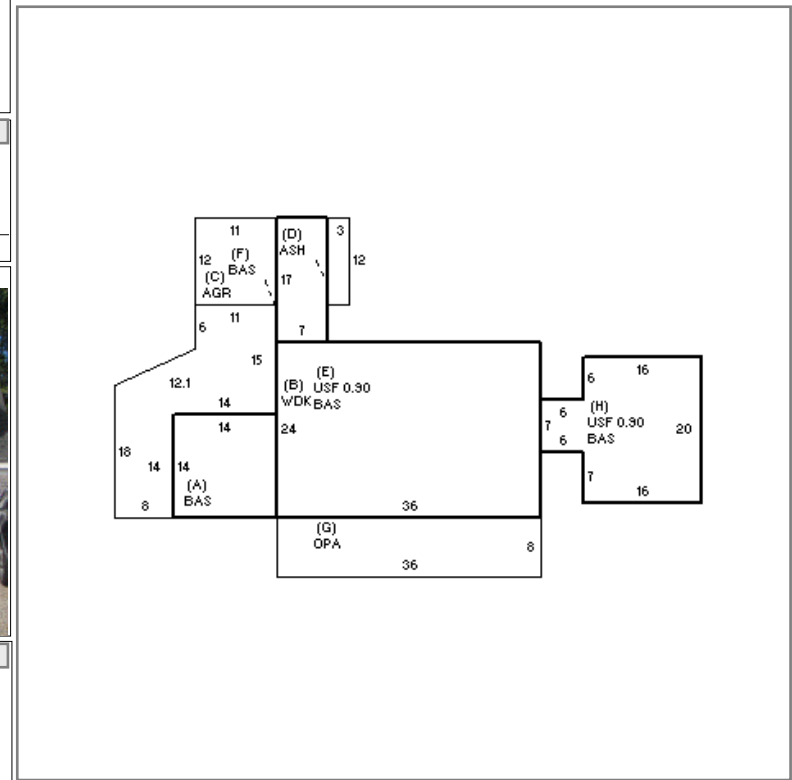 11
(D)
ASH
3
12
(F)
BAS
12
(C)
AGR
17
11
6
7
15
12.1
(E)
(B) USF 0.90
WDK BAS
14
14
24
18
14
14
(A)
BAS
8
36
16
6
6
(H)
USF 0.90
BAS
7
20
6
7
16
(G)
OPA
8
36